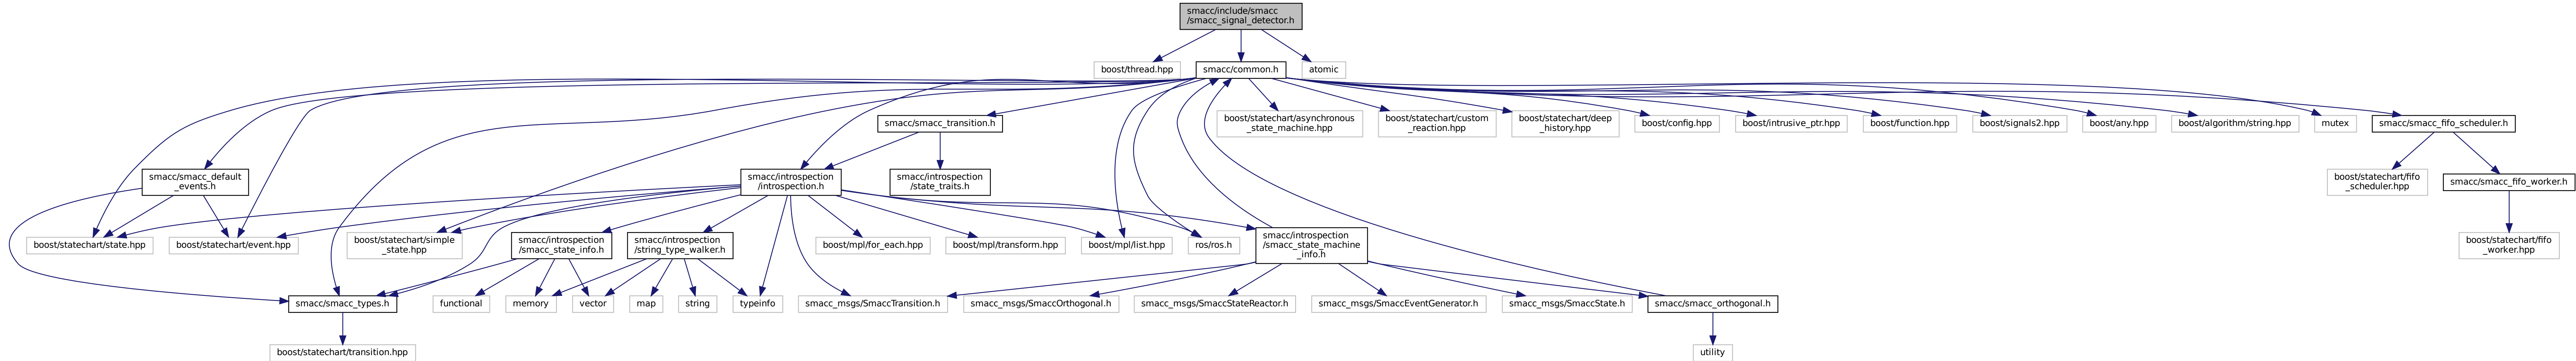 smacc/include/smacc
/smacc_signal_detector.h
boost/thread.hpp
smacc/common.h
atomic
smacc/smacc_transition.h
boost/statechart/asynchronous
_state_machine.hpp
boost/statechart/custom
_reaction.hpp
boost/statechart/deep
_history.hpp
boost/config.hpp
boost/intrusive_ptr.hpp
boost/function.hpp
boost/signals2.hpp
boost/any.hpp
boost/algorithm/string.hpp
mutex
smacc/smacc_fifo_scheduler.h
smacc/smacc_default
_events.h
smacc/introspection
/introspection.h
smacc/introspection
/state_traits.h
boost/statechart/fifo
_scheduler.hpp
smacc/smacc_fifo_worker.h
boost/statechart/state.hpp
boost/statechart/event.hpp
boost/statechart/simple
_state.hpp
smacc/introspection
/smacc_state_info.h
smacc/introspection
/string_type_walker.h
boost/mpl/for_each.hpp
boost/mpl/transform.hpp
boost/mpl/list.hpp
ros/ros.h
smacc/introspection
/smacc_state_machine
_info.h
boost/statechart/fifo
_worker.hpp
smacc/smacc_types.h
functional
memory
vector
map
string
typeinfo
smacc_msgs/SmaccTransition.h
smacc_msgs/SmaccOrthogonal.h
smacc_msgs/SmaccStateReactor.h
smacc_msgs/SmaccEventGenerator.h
smacc_msgs/SmaccState.h
smacc/smacc_orthogonal.h
boost/statechart/transition.hpp
utility